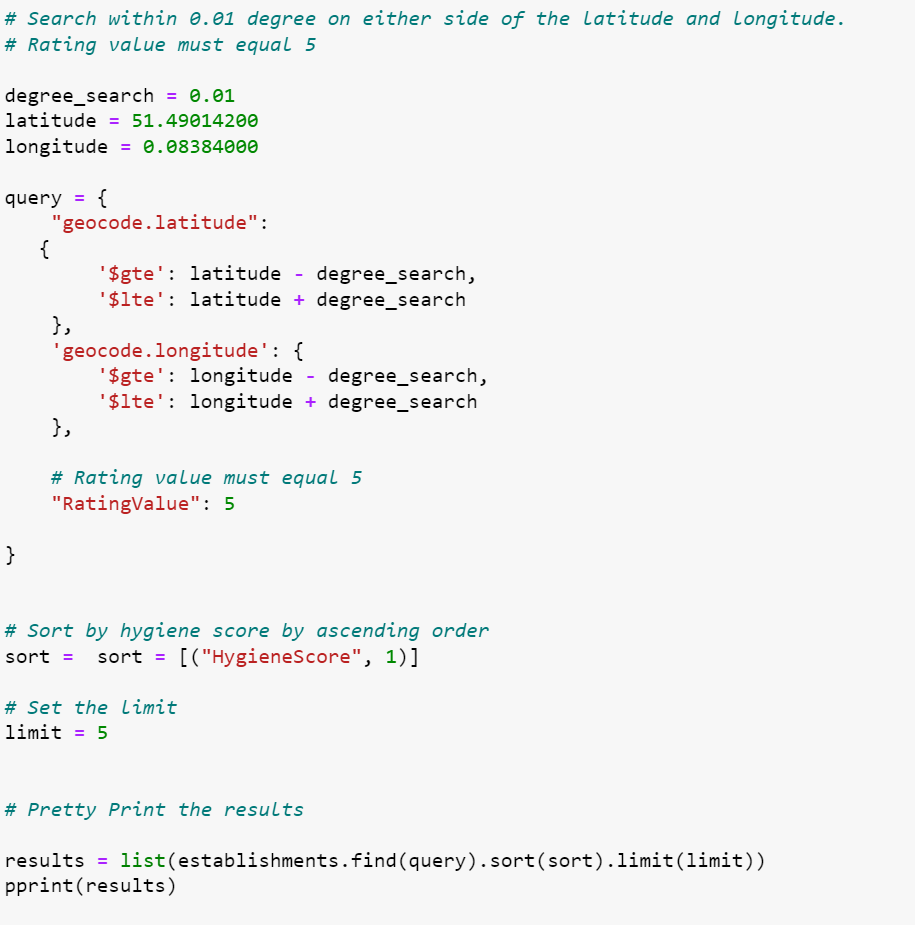 # Search within 0.01 degree on either side of the latitude and longitude.
# Rating value must equal 5

degree_search = 0.01
latitude = 51.49014200
longitude = 0.08384000

query = {
    "geocode.latitude":
   {
        '$gte': latitude - degree_search,
        '$lte': latitude + degree_search
    },
    'geocode.longitude': {
        '$gte': longitude - degree_search,
        '$lte': longitude + degree_search
    },

    # Rating value must equal 5
    "RatingValue": 5

}

# Sort by hygiene score by ascending order
sort =  sort = [("HygieneScore", 1)]

# Set the limit
limit = 5

# Pretty Print the results

results = list(establishments.find(query).sort(sort).limit(limit))
pprint(results)